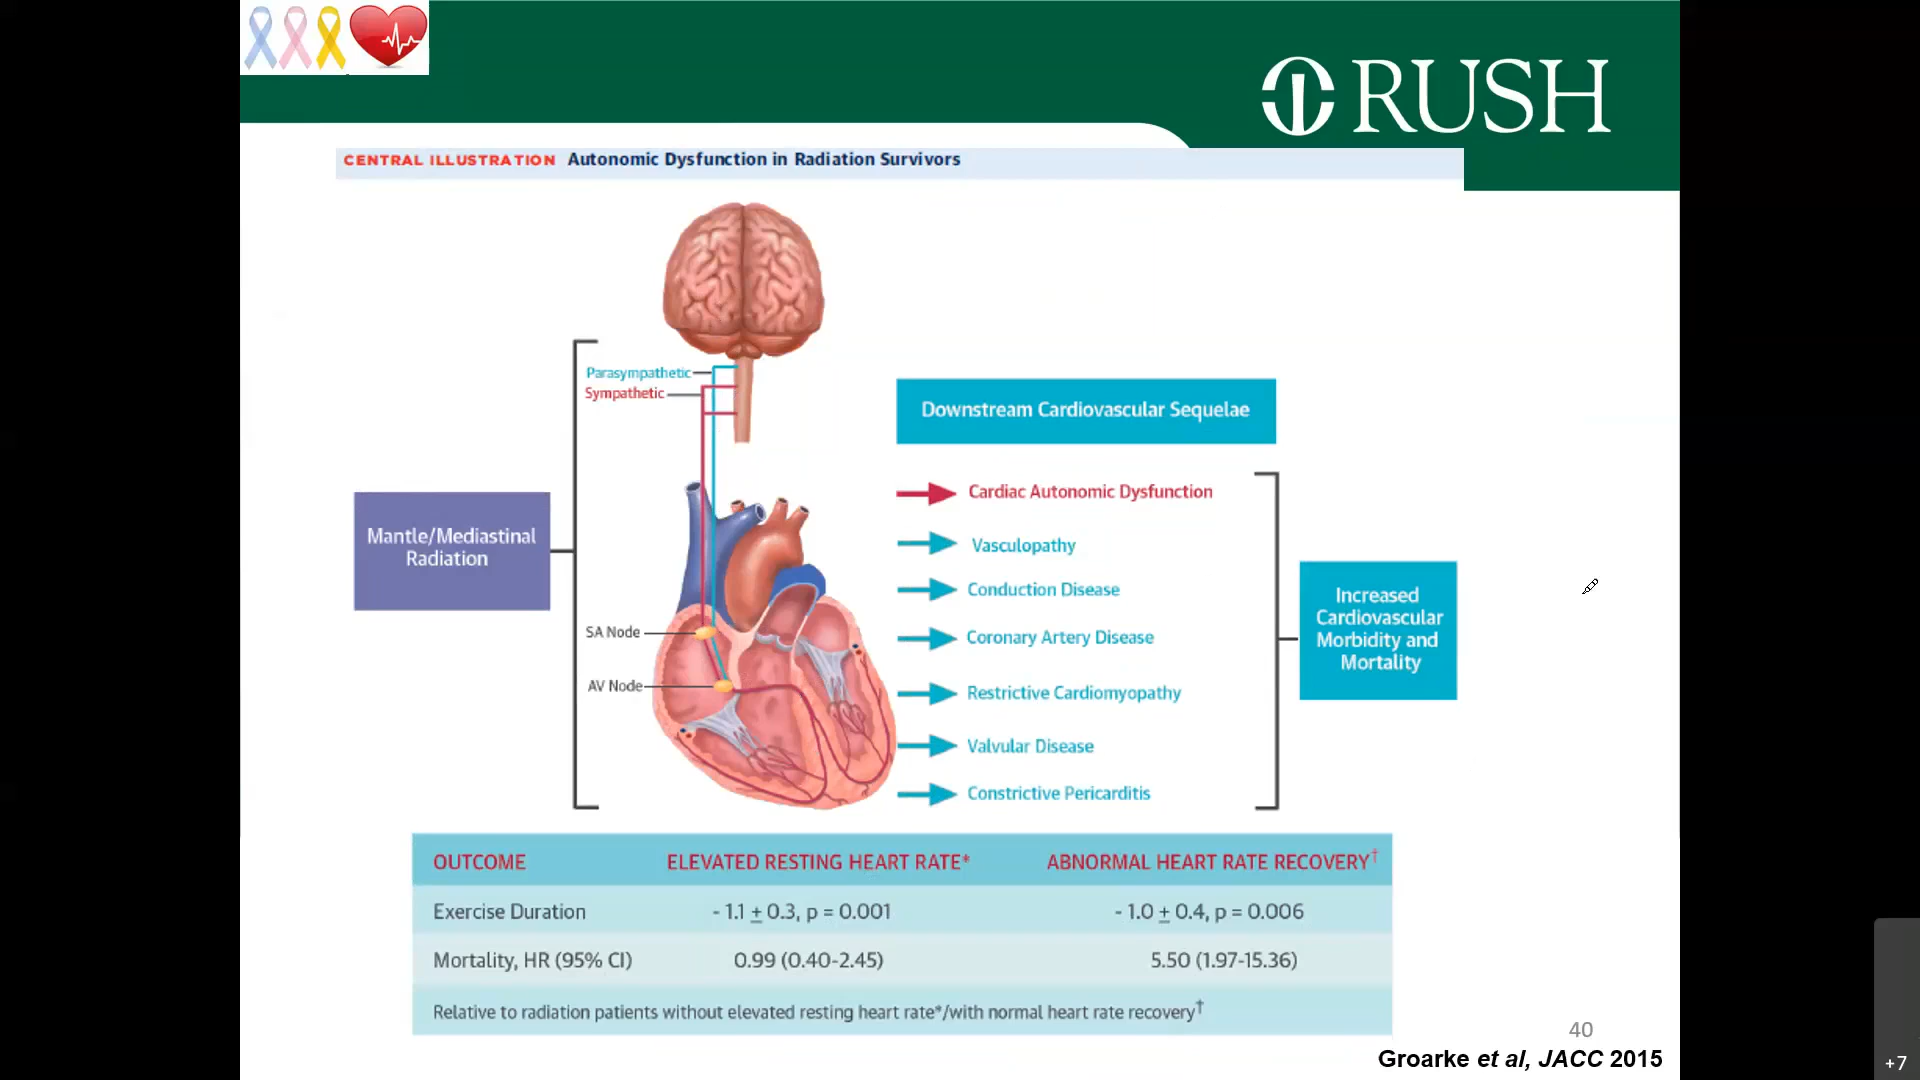 RUSH
CENTRAL ILLUSTRATION Autonomic Dysfunction in Radiation Survivors
Parasympathetic
Sympathetic
Mantle/Mediastinal
Radiation
SA Node
AV Node
Downstream Cardiovascular Sequelae
Cardiac Autonomic Dysfunction
Vasculopathy
Conduction Disease
Coronary Artery Disease
Restrictive Cardiomyopathy
Valvular Disease
Constrictive Pericarditis
Increased
Cardiovascular
Morbidity and
Mortality
OUTCOME ELEVATED RESTING HEART RATE* ABNORMAL HEART RATE RECOVERY†
Exercise Duration - 1.1 ± 0.3, p = 0.001 - 1.0 ± 0.4, p = 0.006
Mortality, HR (95% CI) 0.99 (0.40-2.45) 5.50 (1.97-15.36)
Relative to radiation patients without elevated resting heart rate*/with normal heart rate recovery†
40
Groarke et al, JACC 2015
+7